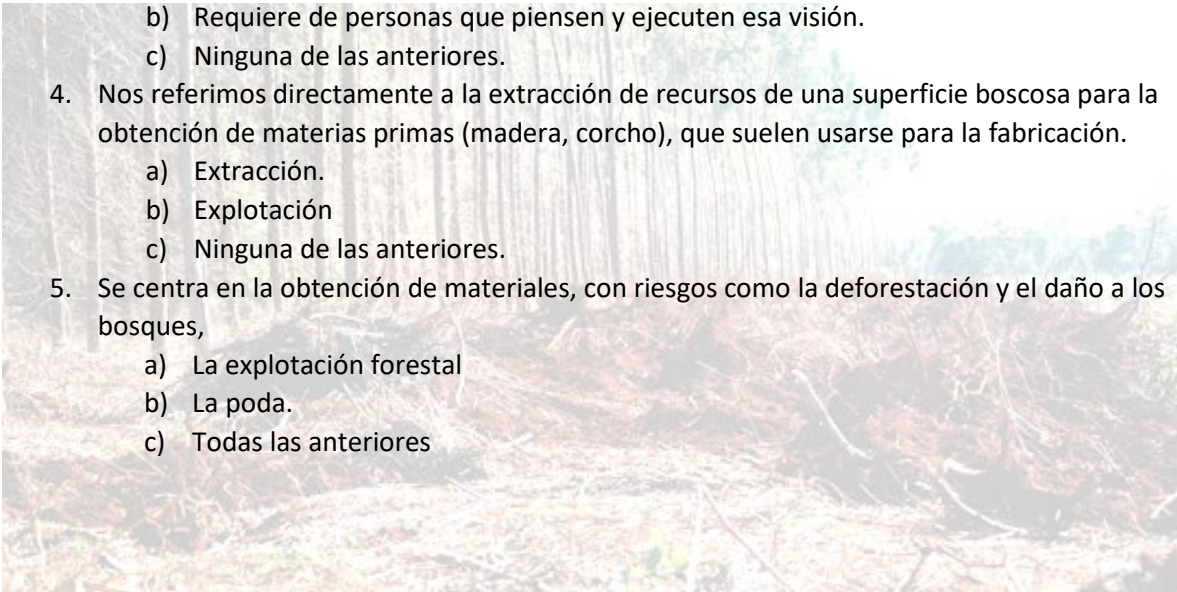 b) Requiere de personas que piensen y ejecuten esa visión.
c) Ninguna de las anteriores.
4. Nos referimos directamente a la extracción de recursos de una superficie boscosa para la
obtención de materias primas (madera, corcho), que suelen usarse para la fabricación.
a) Extracción.
b) Explotación
c) Ninguna de las anteriores.
5. Se centra en la obtención de materiales, con riesgos como la deforestación y el daño a los
bosques,
a) La explotación forestal
b) La poda.
c) Todas las anteriores